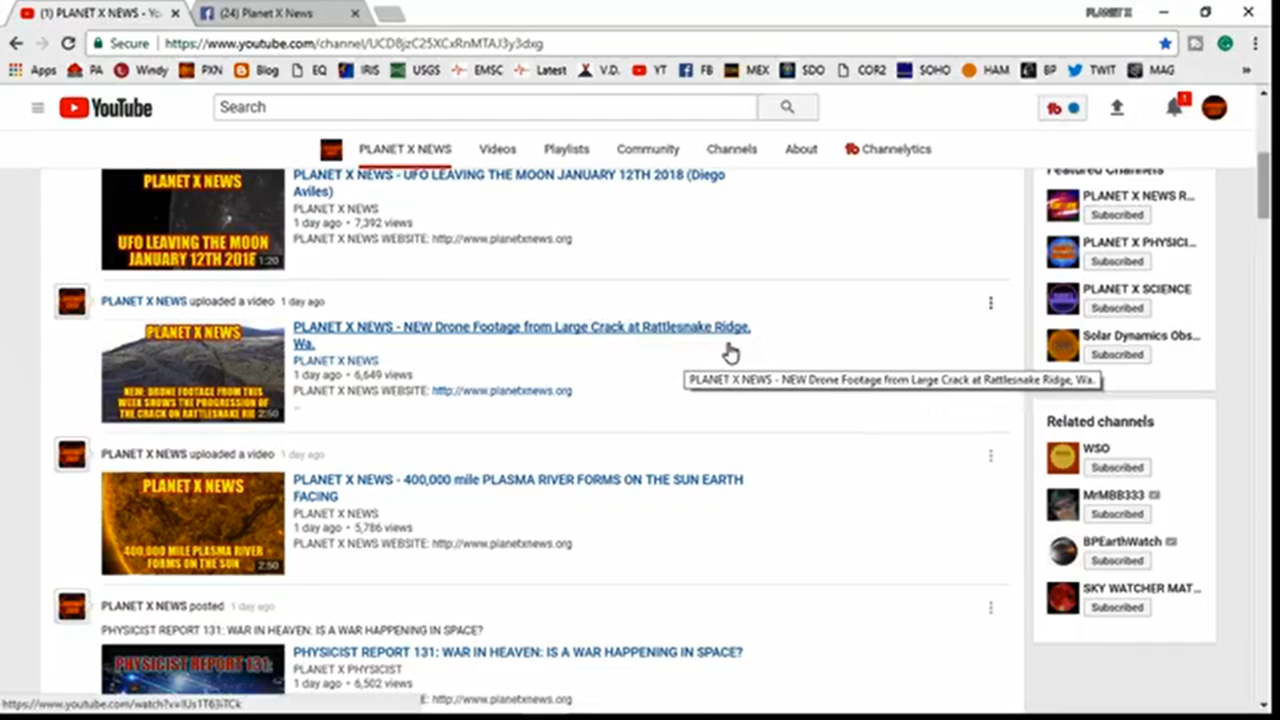 (1) PLANET X NEWS - Yo
(24) Planet X News
PLANET X
Secure
https://www.youtube.com/channel/UCD8jzC25XCxRnMTAJ3y3dxg
Apps PA Windy PXN Blog EQ IRIS USGS EMSC Latest V.D. YT FB MEX SDO COR2 SOHO HAM BP TWIT MAG »
YouTube
Search
1
PLANET X NEWS Videos Playlists Community Channels About Channelytics
PLANET X NEWS
UFO LEAVING THE MOON
JANUARY 12TH 2018
1:20
PLANET X NEWS - UFO LEAVING THE MOON JANUARY 12TH 2018 (Diego
Aviles)
PLANET X NEWS
1 day ago • 7,392 views
PLANET X NEWS WEBSITE: http://www.planetxnews.org
PLANET X NEWS uploaded a video 1 day ago
PLANET X NEWS
NEW: DRONE FOOTAGE FROM THIS
WEEK SHOWS THE PROGRESSION OF
THE CRACK ON RATTLESNAKE RID
2:50
PLANET X NEWS - NEW Drone Footage from Large Crack at Rattlesnake Ridge,
Wa.
PLANET X NEWS
1 day ago • 6,649 views
PLANET X NEWS WEBSITE: http://www.planetxnews.org
...
PLANET X NEWS - NEW Drone Footage from Large Crack at Rattlesnake Ridge, Wa.
PLANET X NEWS uploaded a video 1 day ago
PLANET X NEWS
400,000 MILE PLASMA RIVER
FORMS ON THE SUN
2:50
PLANET X NEWS - 400,000 mile PLASMA RIVER FORMS ON THE SUN EARTH
FACING
PLANET X NEWS
1 day ago • 5,786 views
PLANET X NEWS WEBSITE: http://www.planetxnews.org
PLANET X NEWS posted 1 day ago
PHYSICIST REPORT 131: WAR IN HEAVEN: IS A WAR HAPPENING IN SPACE?
PHYSICIST REPORT 131:
PHYSICIST REPORT 131: WAR IN HEAVEN: IS A WAR HAPPENING IN SPACE?
PLANET X PHYSICIST
1 day ago • 6,502 views
E: http://www.planetxnews.org
Featured Channels
PLANET X NEWS R...
Subscribed
PLANET X PHYSICI...
Subscribed
PLANET X SCIENCE
Subscribed
Solar Dynamics Obs...
Subscribed
Related channels
WSO
Subscribed
MrMBB333
Subscribed
BPEarthWatch
Subscribed
SKY WATCHER MAT...
Subscribed